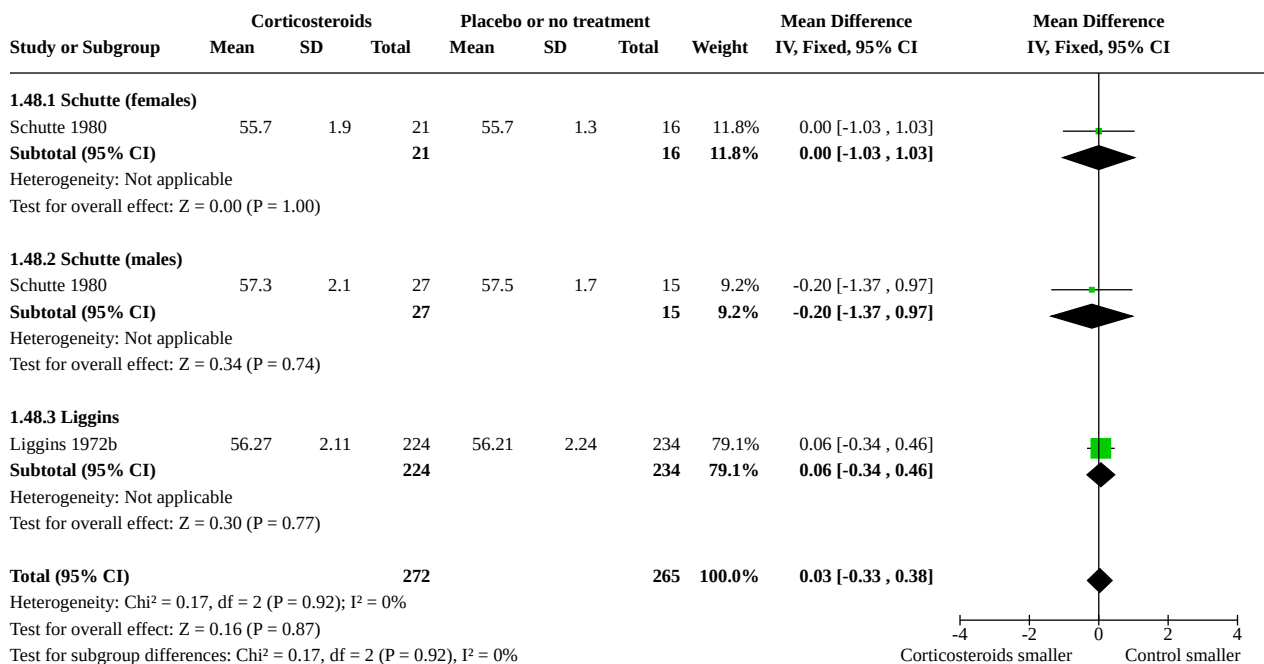 Corticosteroids Placebo or no treatment Mean Difference Mean Difference
Study or Subgroup Mean SD Total Mean SD Total Weight IV, Fixed, 95% CI IV, Fixed, 95% CI
1.48.1 Schutte (females)
Schutte 1980 55.7 1.9 21 55.7 1.3 16 11.8% 0.00 [-1.03 , 1.03]
Subtotal (95% CI) 21 16 11.8% 0.00 [-1.03 , 1.03]
Heterogeneity: Not applicable
Test for overall effect: Z = 0.00 (P = 1.00)
1.48.2 Schutte (males)
Schutte 1980 57.3 2.1 27 57.5 1.7 15 9.2% -0.20 [-1.37 , 0.97]
Subtotal (95% CI) 27 15 9.2% -0.20 [-1.37 , 0.97]
Heterogeneity: Not applicable
Test for overall effect: Z = 0.34 (P = 0.74)
1.48.3 Liggins
Liggins 1972b 56.27 2.11 224 56.21 2.24 234 79.1% 0.06 [-0.34 , 0.46]
Subtotal (95% CI) 224 234 79.1% 0.06 [-0.34 , 0.46]
Heterogeneity: Not applicable
Test for overall effect: Z = 0.30 (P = 0.77)
Total (95% CI) 272 265 100.0% 0.03 [-0.33 , 0.38]
Heterogeneity: Chi² = 0.17, df = 2 (P = 0.92); I² = 0%
Test for overall effect: Z = 0.16 (P = 0.87) -4 -2 0 2 4
Test for subgroup differences: Chi² = 0.17, df = 2 (P = 0.92), I² = 0% Corticosteroids smaller Control smaller